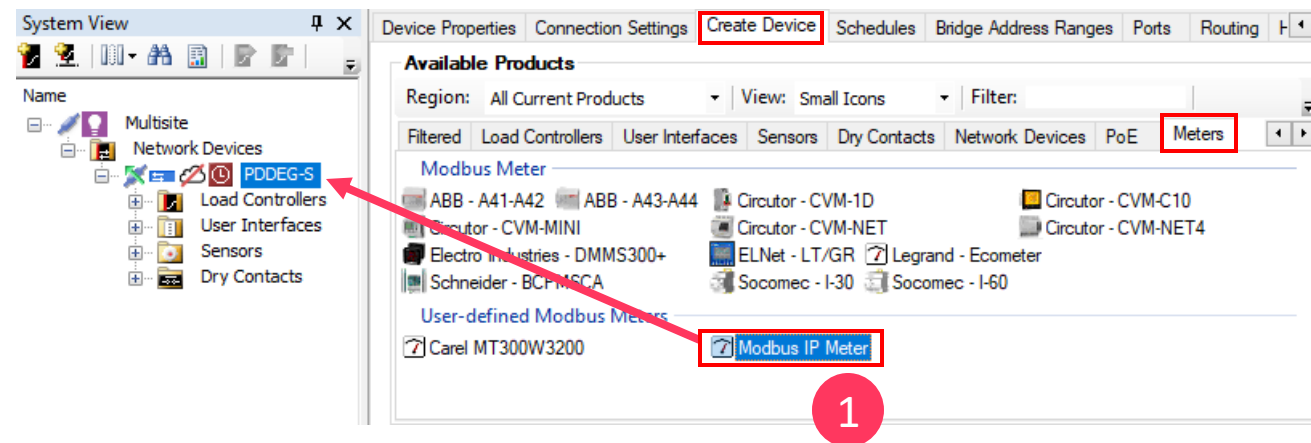 System View
Name
Multisite
Network Devices
PDDEG-S
Load Controllers
User Interfaces
Sensors
Dry Contacts
Device Properties Connection Settings Create Device Schedules Bridge Address Ranges Ports Routing
Available Products
Region: All Current Products View: Small Icons Filter:
Filtered Load Controllers User Interfaces Sensors Dry Contacts Network Devices PoE Meters
Modbus Meter
ABB - A41-A42 ABB - A43-A44 Circutor - CVM-1D Circutor - CVM-C10
Circutor - CVM-MINI Circutor - CVM-NET Circutor - CVM-NET4
Electro Industries - DMMS300+ ELNet - LT/GR Legrand - Ecometer
Schneider - BCPMSCA Socomec - I-30 Socomec - I-60
User-defined Modbus Meters
Carel MT300W3200 Modbus IP Meter
1